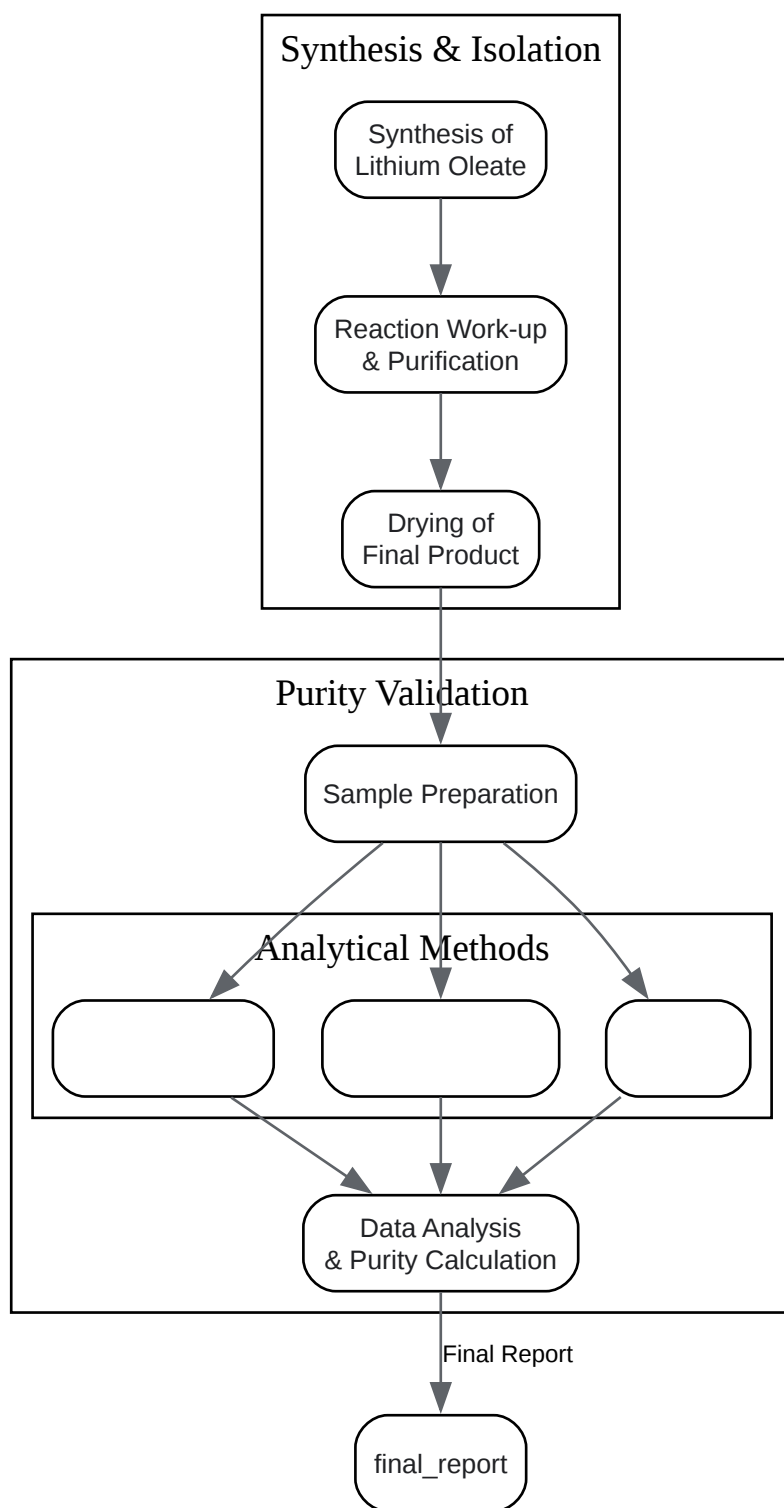 Synthesis & Isolation
Synthesis of
Lithium Oleate
Reaction Work-up
& Purification
Drying of
Final Product
Purity Validation
Sample Preparation
Analytical Methods
Data Analysis
& Purity Calculation
Final Report
final_report